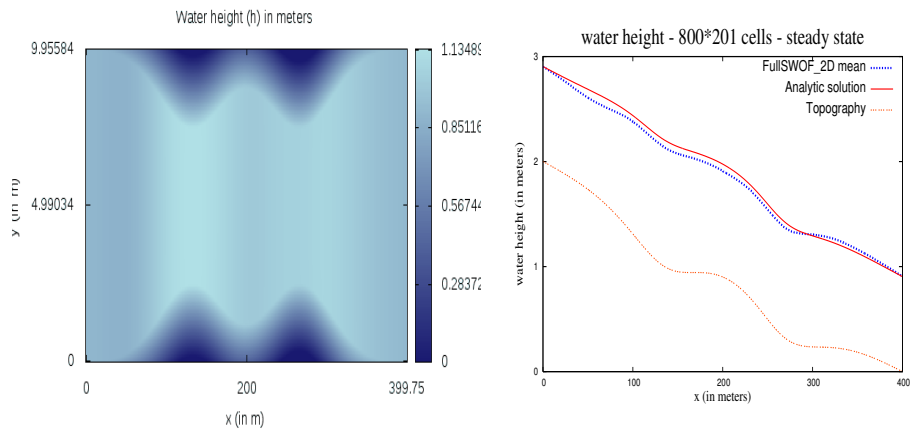 Water height (h) in meters
9.95584
4.99034
0
y (in m)
0
200
399.75
x (in m)
1.13489
0.85116
0.56744
0.28372
0
water height - 800*201 cells - steady state
FullSWOF_2D mean
Analytic solution
Topography
3
2
1
0
water height (in meters)
0
100
200
300
400
x (in meters)